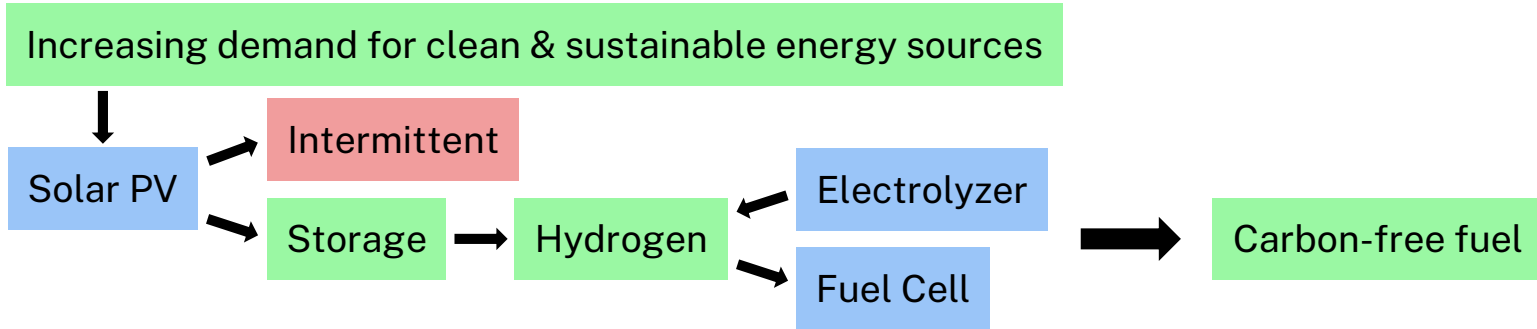 Increasing demand for clean & sustainable energy sources
Intermittent
Solar PV
Electrolyzer
Storage
Hydrogen
Carbon-free fuel
Fuel Cell